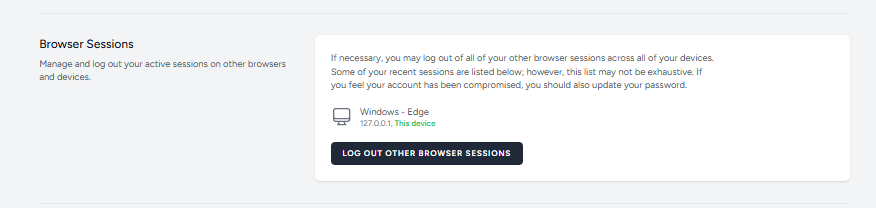 Browser Sessions
Manage and log out your active sessions on other browsers
and devices.
If necessary, you may log out of all of your other browser sessions across all of your devices.
Some of your recent sessions are listed below; however, this list may not be exhaustive. If
you feel your account has been compromised, you should also update your password.
Windows - Edge
127.0.0.1, This device
LOG OUT OTHER BROWSER SESSIONS